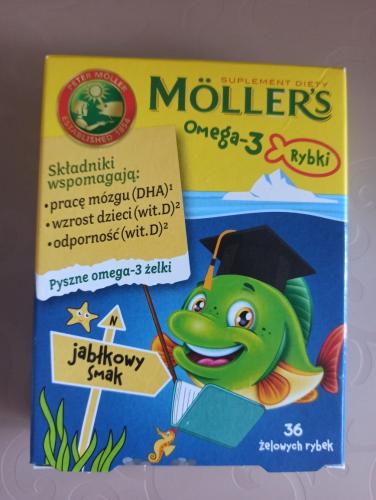 PETER MÖLLER
ESTABLISHED 1854
SUPLEMENT DIETY
MÖLLER'S
Omega-3
Rybki
Składniki
wspomagają:
•pracę mózgu (DHA)¹
•wzrost dzieci (wit.D)²
•odporność (wit.D)²
Pyszne omega-3 żelki
N
jabłkowy
smak
36
żelowych rybek